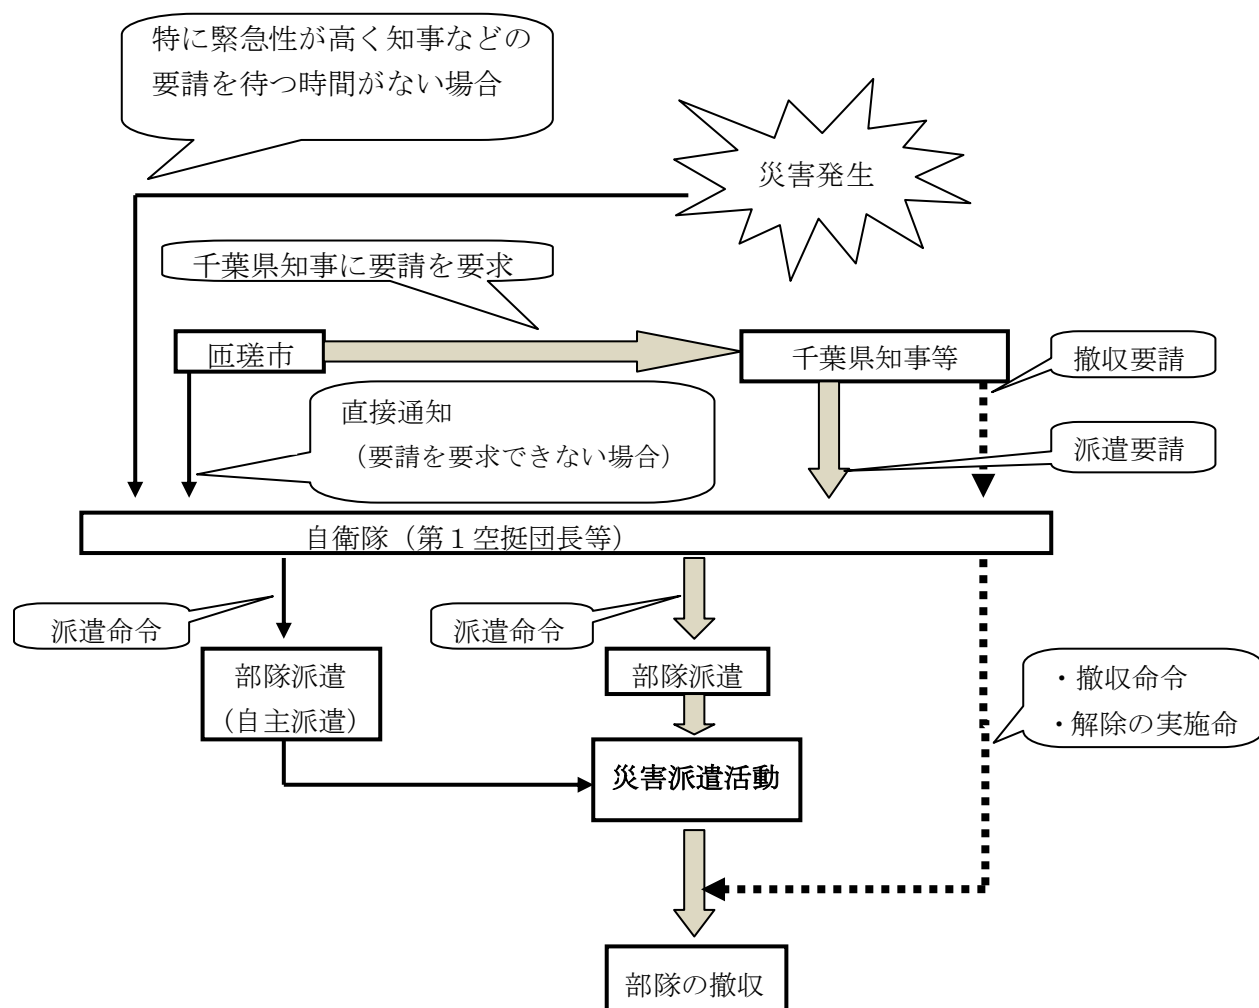 特に緊急性が高く知事などの
要請を待つ時間がない場合
災害発生
千葉県知事に要請を要求
匝瑳市
千葉県知事等
撤収要請
直接通知
（要請を要求できない場合）
派遣要請
自衛隊（第１空挺団長等）
派遣命令
派遣命令
部隊派遣
（自主派遣）
部隊派遣
・撤収命令
・解除の実施命
災害派遣活動
部隊の撤収